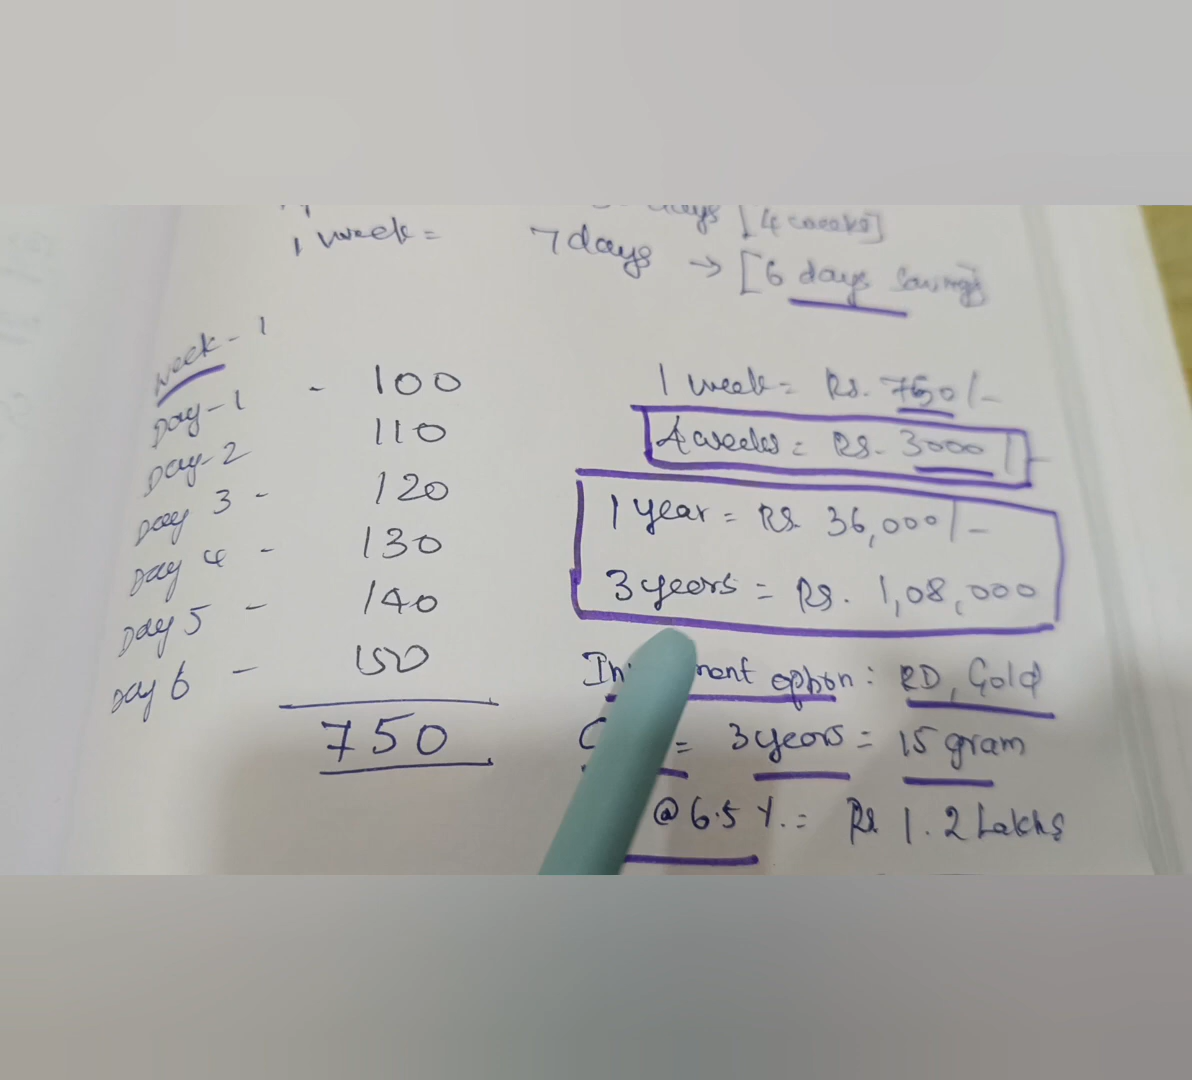 days [4 weeks]
1 week = 7 days → [6 days savings]
Week - 1
Day - 1 - 100
Day - 2 110
Day 3 - 120
Day 4 - 130
Day 5 - 140
Day 6 - 150
750
1 week = Rs. 750/-
4 weeks = Rs. 3000/-
1 year = Rs. 36,000/-
3 years = Rs. 1,08,000
option: RD, Gold
= 3 years = 15 gram
@ 6.5 %. = Rs 1.2 Lakhs